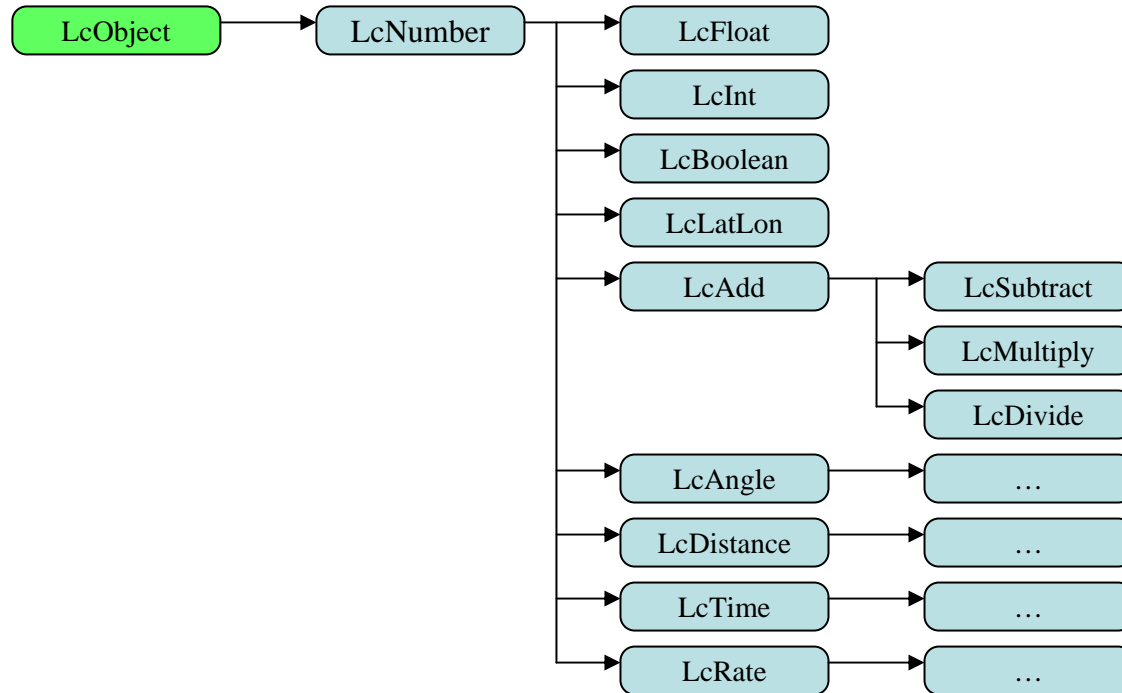 LcObject
LcNumber
LcFloat
LcInt
LcBoolean
LcLatLon
LcAdd
LcSubtract
LcMultiply
LcDivide
LcAngle
…
LcDistance
…
LcTime
…
LcRate
…